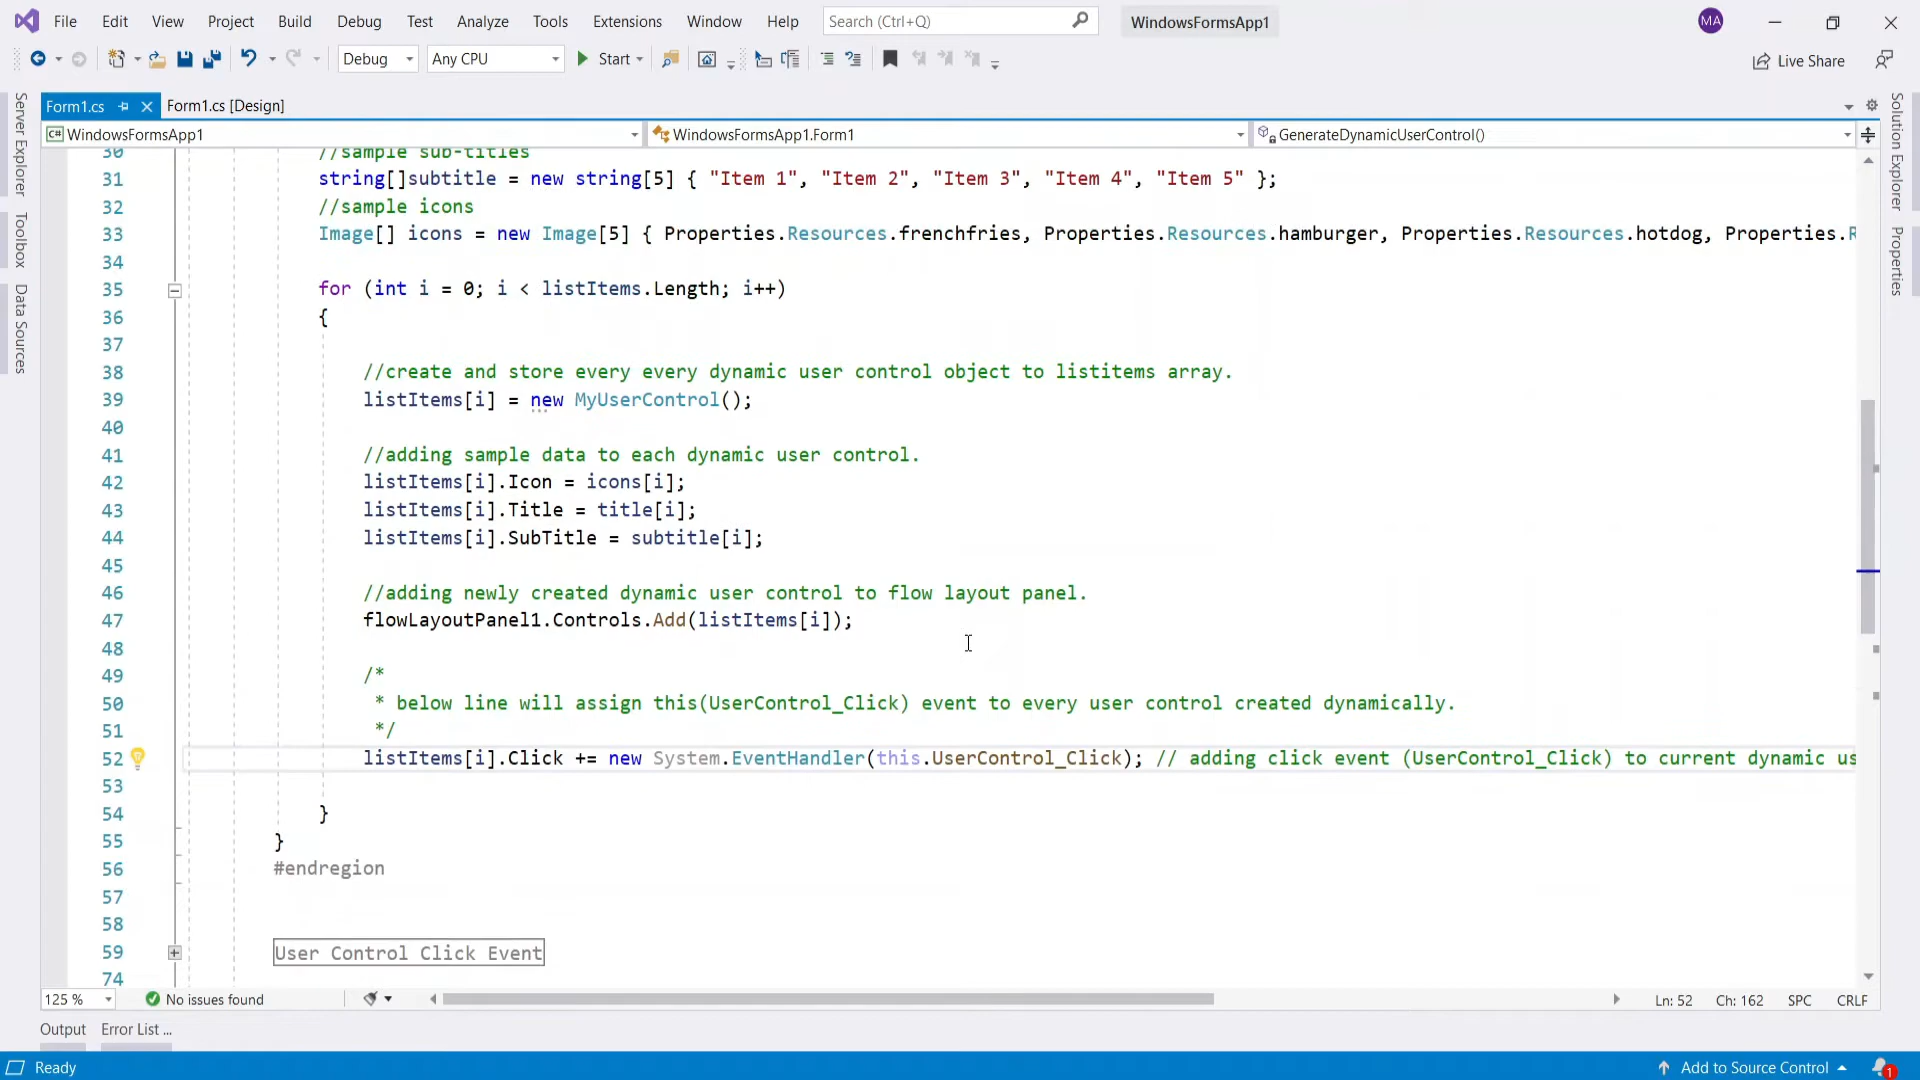 File Edit View Project Build Debug Test Analyze Tools Extensions Window Help Search (Ctrl+Q) WindowsFormsApp1 MA
Debug Any CPU Start Live Share
Form1.cs Form1.cs [Design]
C# WindowsFormsApp1 WindowsFormsApp1.Form1 GenerateDynamicUserControl()
Server Explorer
Toolbox
Data Sources
Solution Explorer
Properties
30 //sample sub-titles
31 string[]subtitle = new string[5] { "Item 1", "Item 2", "Item 3", "Item 4", "Item 5" };
32 //sample icons
33 Image[] icons = new Image[5] { Properties.Resources.frenchfries, Properties.Resources.hamburger, Properties.Resources.hotdog, Properties.R
34
35 for (int i = 0; i < listItems.Length; i++)
36 {
37
38 //create and store every every dynamic user control object to listitems array.
39 listItems[i] = new MyUserControl();
40
41 //adding sample data to each dynamic user control.
42 listItems[i].Icon = icons[i];
43 listItems[i].Title = title[i];
44 listItems[i].SubTitle = subtitle[i];
45
46 //adding newly created dynamic user control to flow layout panel.
47 flowLayoutPanel1.Controls.Add(listItems[i]);
48
49 /*
50 * below line will assign this(UserControl_Click) event to every user control created dynamically.
51 */
52 listItems[i].Click += new System.EventHandler(this.UserControl_Click); // adding click event (UserControl_Click) to current dynamic us
53
54 }
55 }
56 #endregion
57
58
59 User Control Click Event
74
125 % No issues found Ln: 52 Ch: 162 SPC CRLF
Output Error List ...
Ready Add to Source Control 1